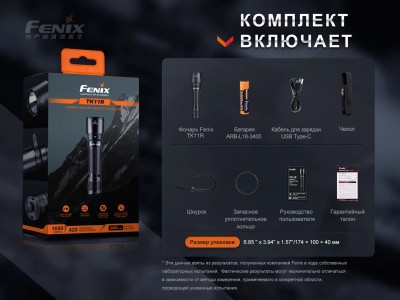 FENIX
КОМПЛЕКТ
ВКЛЮЧАЕТ
FENIX
TK11R
Фонарь Fenix
TK11R
Батарея
ARB-L18-3400
Кабель для зарядки
USB Type-C
Чехол
Шнурок
Запасное
уплотнительное
кольцо
Руководство
пользователя
Гарантийный
талон
Размер упаковки
6.85 " x 3.94" x 1.57"/174 × 100 × 40 мм
* Эти данные взяты из результатов, полученных компанией Fenix в ходе собственных
лабораторных испытаний. Фактические результаты могут незначительно отличаться
в зависимости от метода измерения, применяемого в конкретной области,
проводящей указанные испытания.
1600
420